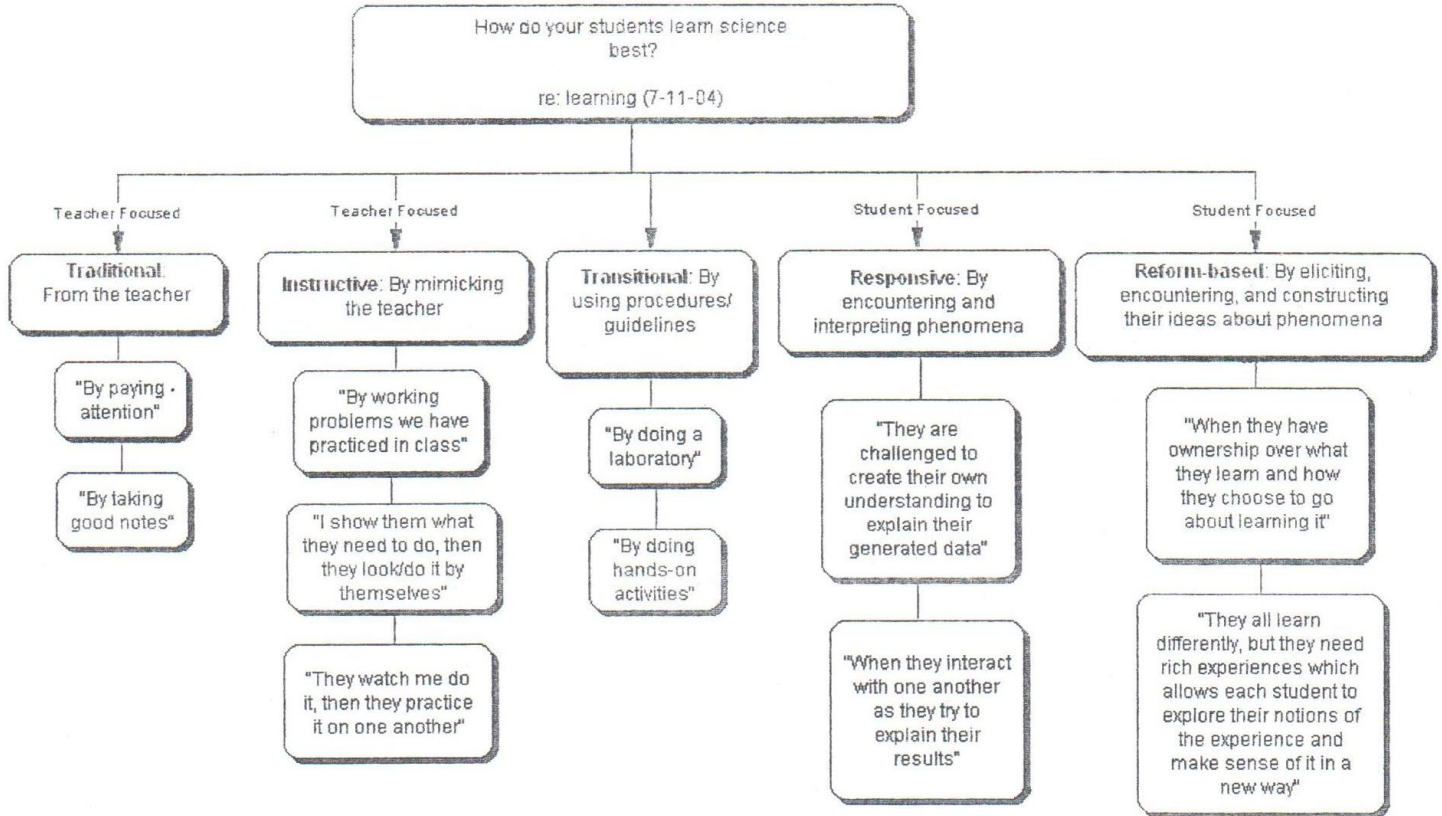 How do your students learn science
best?
re: learning (7-11-04)
Teacher Focused
Teacher Focused
Student Focused
Student Focused
Traditional:
From the teacher
"By paying
attention"
"By taking
good notes"
Instructive: By mimicking
the teacher
"By working
problems we have
practiced in class"
"I show them what
they need to do, then
they look/do it by
themselves"
"They watch me do
it, then they practice
it on one another"
Transitional: By
using procedures/
guidelines
"By doing a
laboratory"
"By doing
hands-on
activities"
Responsive: By
encountering and
interpreting phenomena
"They are
challenged to
create their own
understanding to
explain their
generated data"
"When they interact
with one another
as they try to
explain their
results"
Reform-based: By eliciting,
encountering, and constructing
their ideas about phenomena
"When they have
ownership over what
they learn and how
they choose to go
about learning it"
"They all learn
differently, but they need
rich experiences which
allows each student to
explore their notions of
the experience and
make sense of it in a
new way"